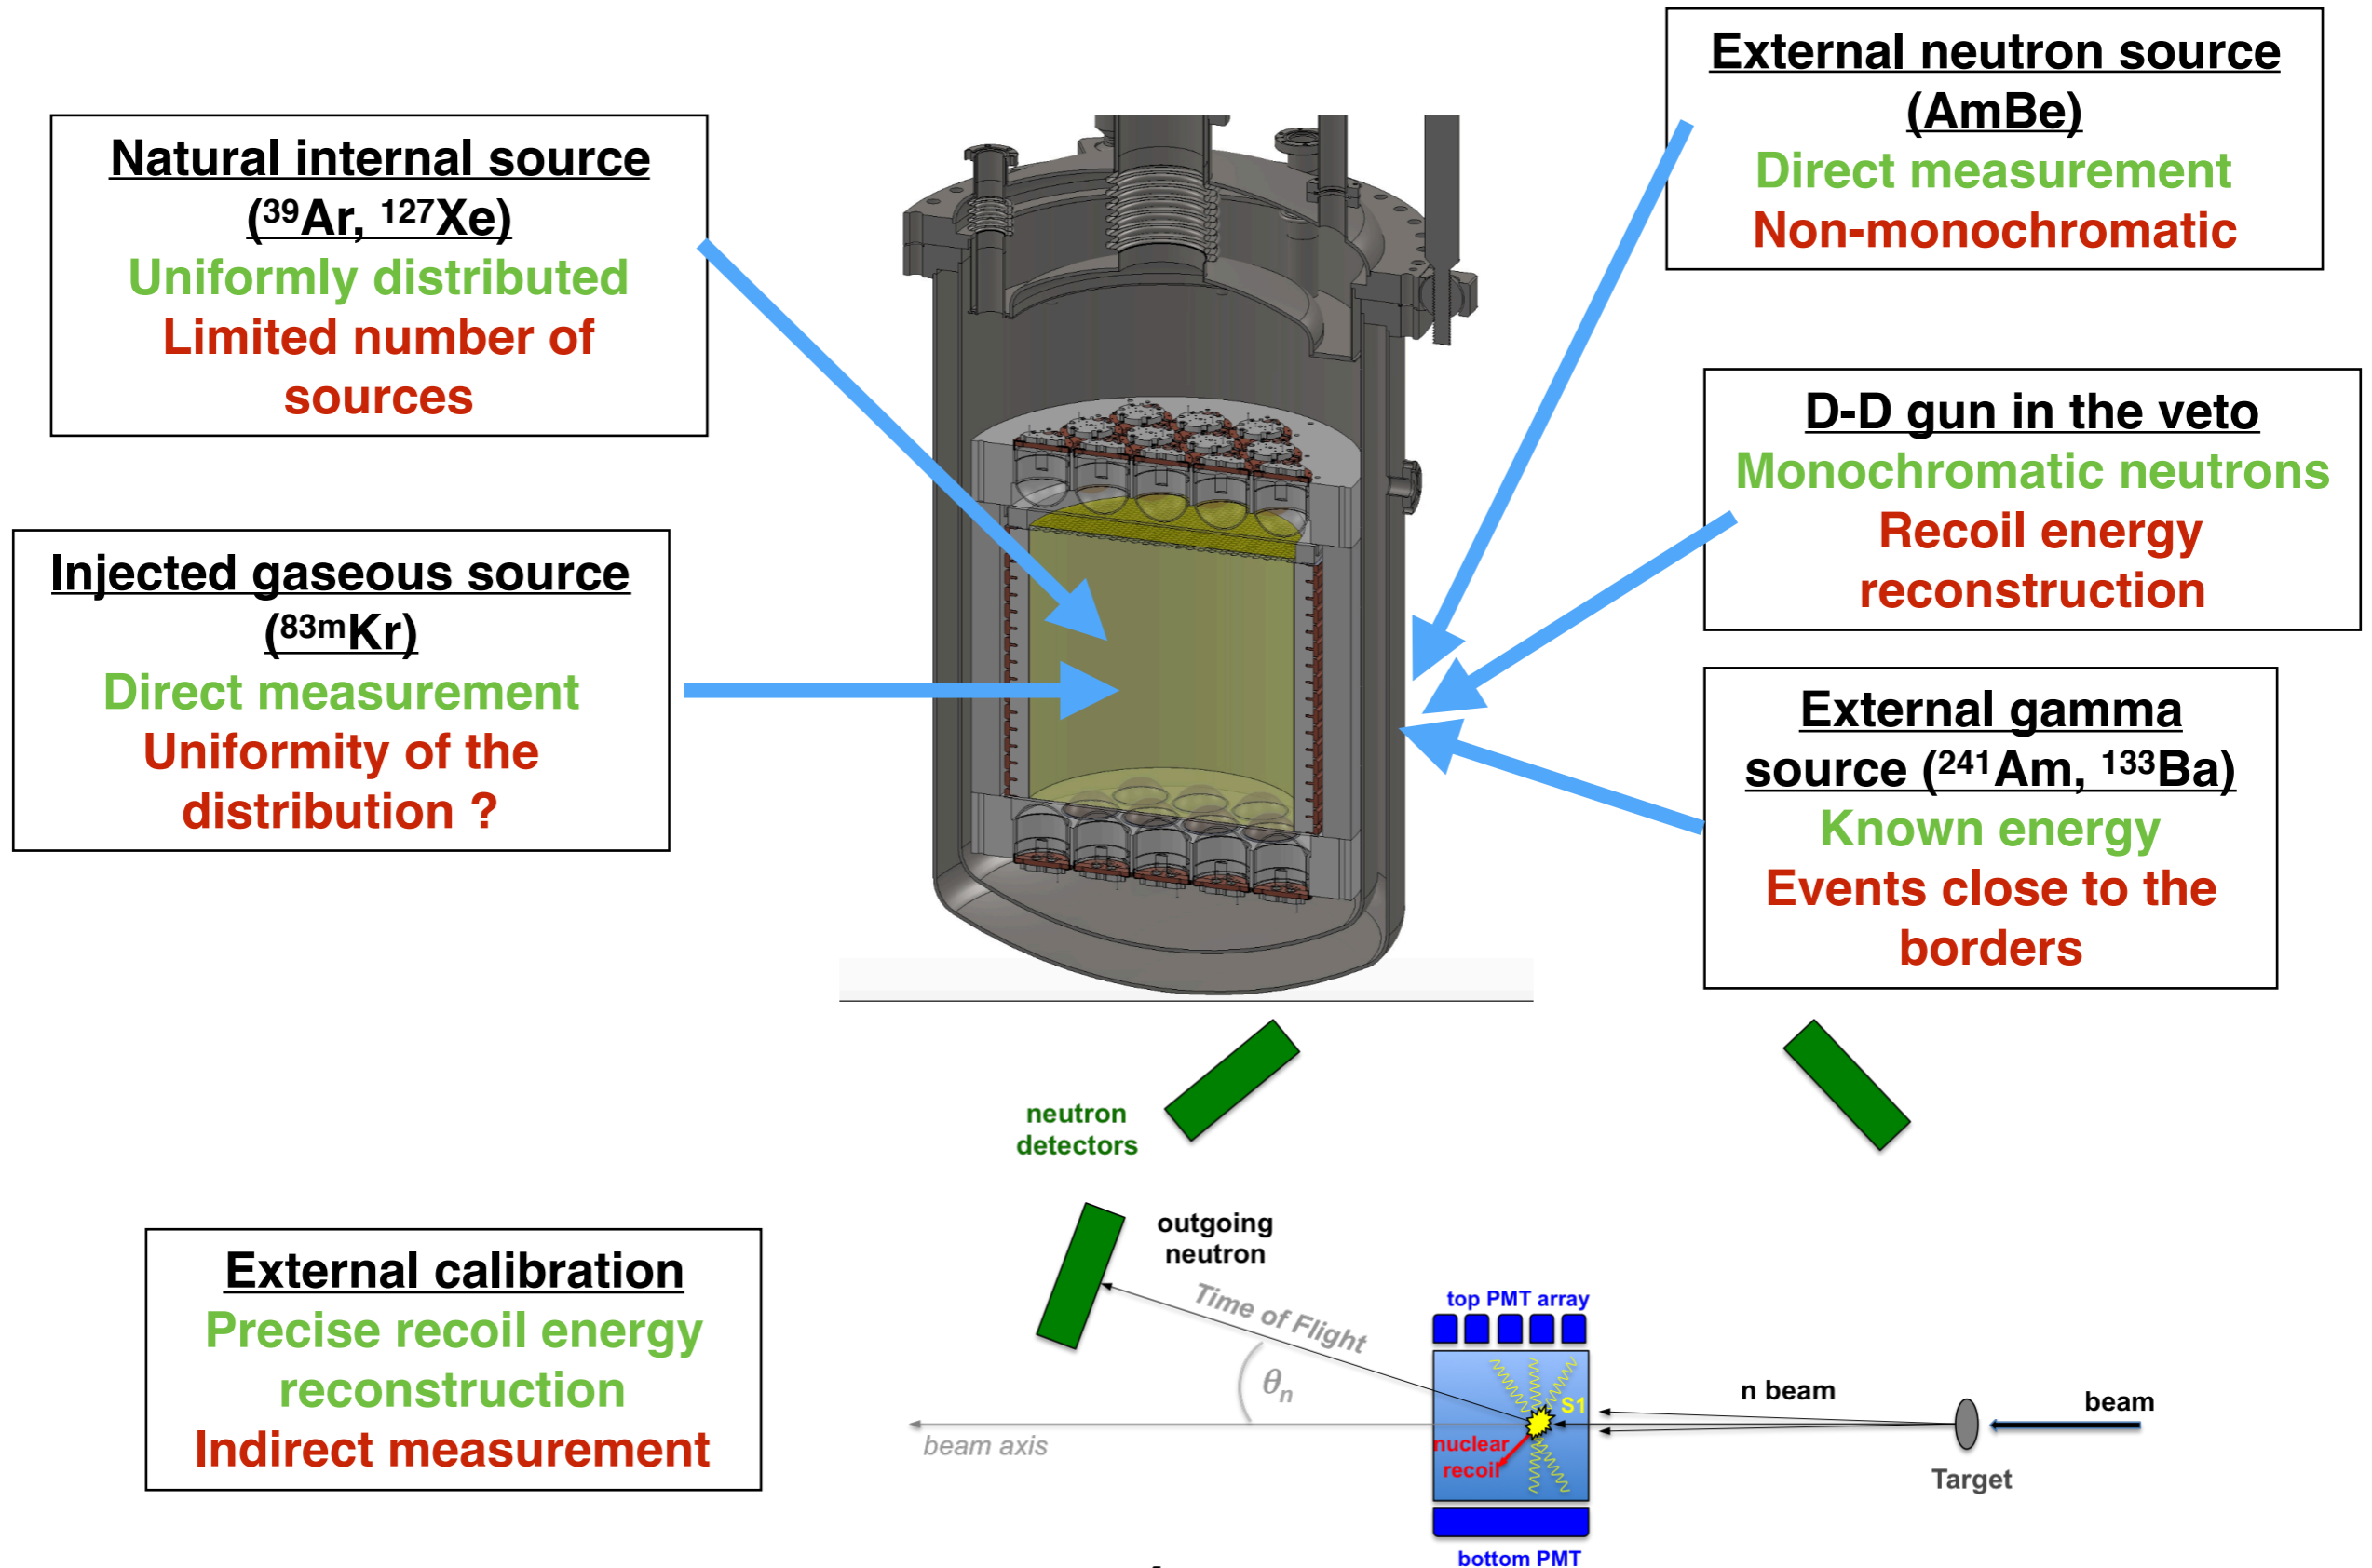 Natural internal source
(³⁹Ar, ¹²⁷Xe)
Uniformly distributed
Limited number of
sources
Injected gaseous source
(⁸³ᵐKr)
Direct measurement
Uniformity of the
distribution ?
External neutron source
(AmBe)
Direct measurement
Non-monochromatic
D-D gun in the veto
Monochromatic neutrons
Recoil energy
reconstruction
External gamma
source (²⁴¹Am, ¹³³Ba)
Known energy
Events close to the
borders
External calibration
Precise recoil energy
reconstruction
Indirect measurement
neutron
detectors
outgoing
neutron
Time of Flight
θₙ
beam axis
top PMT array
S1
nuclear
recoil
bottom PMT
n beam
beam
Target